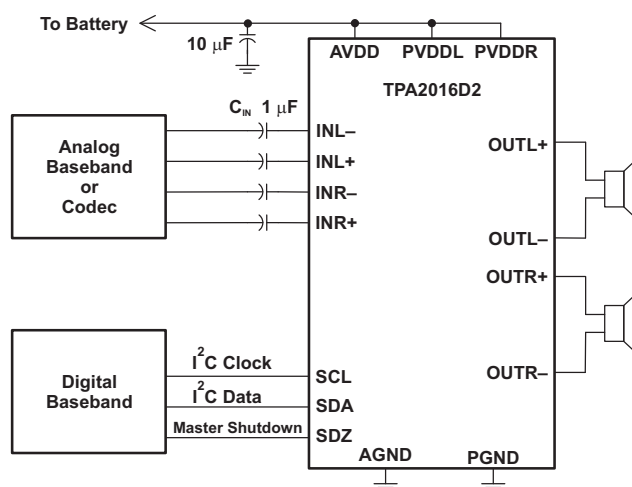 To Battery
10 μF
AVDD PVDDL PVDDR
TPA2016D2
C_IN 1 μF
Analog
Baseband
or
Codec
INL–
INL+
INR–
INR+
OUTL+
OUTL–
OUTR+
OUTR–
Digital
Baseband
I²C Clock
I²C Data
Master Shutdown
SCL
SDA
SDZ
AGND PGND